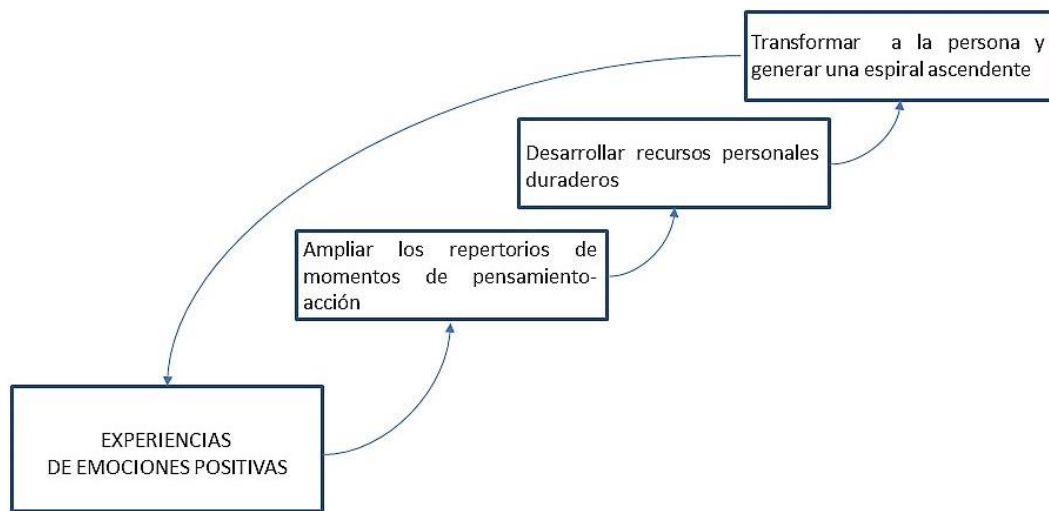 Transformar a la persona y
generar una espiral ascendente
Desarrollar recursos personales
duraderos
Ampliar los repertorios de
momentos de pensamiento-
acción
EXPERIENCIAS
DE EMOCIONES POSITIVAS